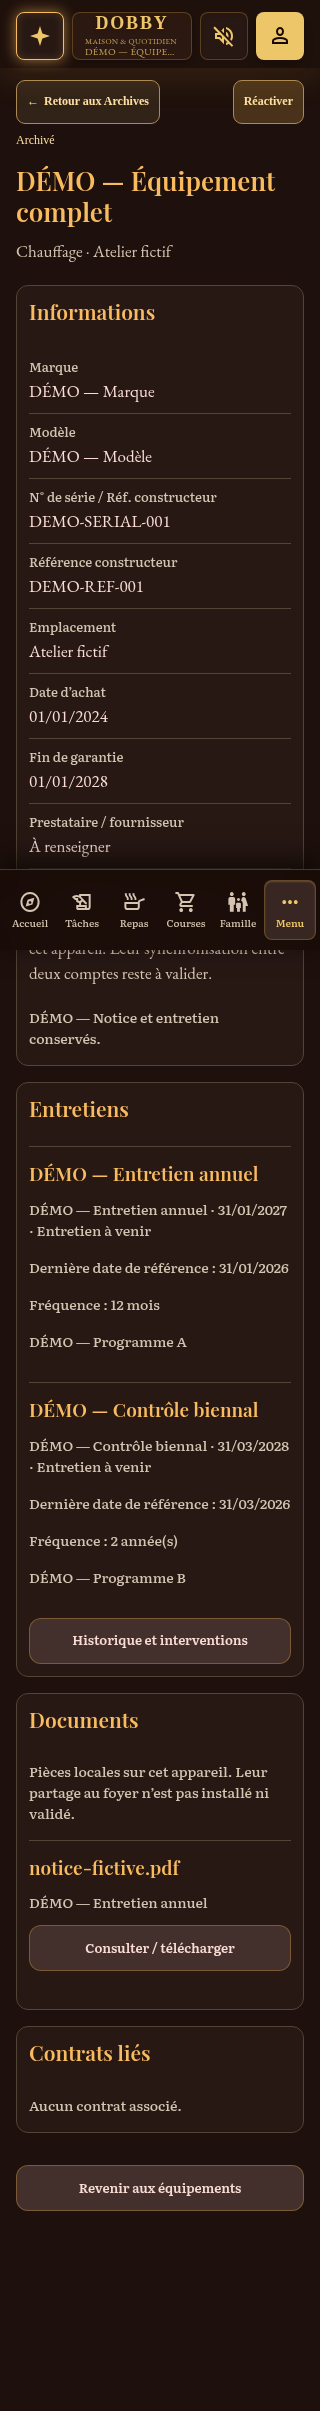 DOBBY
MAISON & QUOTIDIEN
DÉMO — ÉQUIPE…
← Retour aux Archives
Réactiver
Archivé
DÉMO — Équipement
complet
Chauffage · Atelier fictif
Informations
Marque
DÉMO — Marque
Modèle
DÉMO — Modèle
N° de série / Réf. constructeur
DEMO-SERIAL-001
Référence constructeur
DEMO-REF-001
Emplacement
Atelier fictif
Date d’achat
01/01/2024
Fin de garantie
01/01/2028
Prestataire / fournisseur
À renseigner
Accueil
Tâches
Repas
Courses
Famille
Menu
cet appareil. Leur synchronisation entre
deux comptes reste à valider.
DÉMO — Notice et entretien
conservés.
Entretiens
DÉMO — Entretien annuel
DÉMO — Entretien annuel · 31/01/2027
· Entretien à venir
Dernière date de référence : 31/01/2026
Fréquence : 12 mois
DÉMO — Programme A
DÉMO — Contrôle biennal
DÉMO — Contrôle biennal · 31/03/2028
· Entretien à venir
Dernière date de référence : 31/03/2026
Fréquence : 2 année(s)
DÉMO — Programme B
Historique et interventions
Documents
Pièces locales sur cet appareil. Leur
partage au foyer n’est pas installé ni
validé.
notice-fictive.pdf
DÉMO — Entretien annuel
Consulter / télécharger
Contrats liés
Aucun contrat associé.
Revenir aux équipements